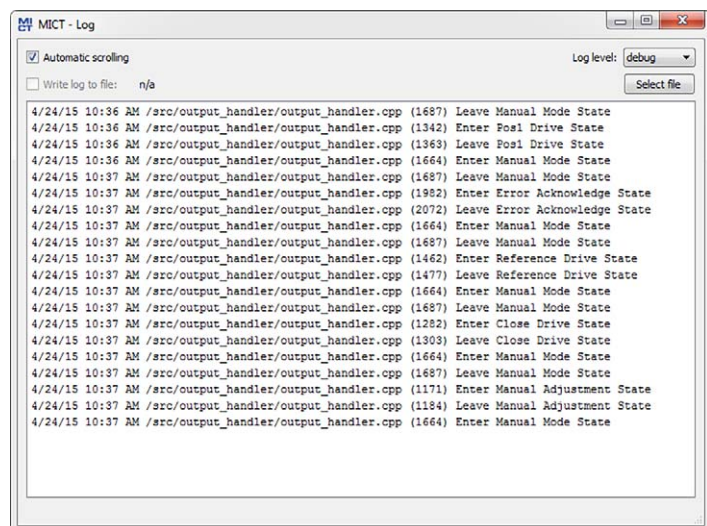 MICT MICT - Log
Automatic scrolling
Log level: debug
Write log to file: n/a
Select file
4/24/15 10:36 AM /src/output_handler/output_handler.cpp (1687) Leave Manual Mode State
4/24/15 10:36 AM /src/output_handler/output_handler.cpp (1342) Enter Pos1 Drive State
4/24/15 10:36 AM /src/output_handler/output_handler.cpp (1363) Leave Pos1 Drive State
4/24/15 10:36 AM /src/output_handler/output_handler.cpp (1664) Enter Manual Mode State
4/24/15 10:37 AM /src/output_handler/output_handler.cpp (1687) Leave Manual Mode State
4/24/15 10:37 AM /src/output_handler/output_handler.cpp (1982) Enter Error Acknowledge State
4/24/15 10:37 AM /src/output_handler/output_handler.cpp (2072) Leave Error Acknowledge State
4/24/15 10:37 AM /src/output_handler/output_handler.cpp (1664) Enter Manual Mode State
4/24/15 10:37 AM /src/output_handler/output_handler.cpp (1687) Leave Manual Mode State
4/24/15 10:37 AM /src/output_handler/output_handler.cpp (1462) Enter Reference Drive State
4/24/15 10:37 AM /src/output_handler/output_handler.cpp (1477) Leave Reference Drive State
4/24/15 10:37 AM /src/output_handler/output_handler.cpp (1664) Enter Manual Mode State
4/24/15 10:37 AM /src/output_handler/output_handler.cpp (1687) Leave Manual Mode State
4/24/15 10:37 AM /src/output_handler/output_handler.cpp (1282) Enter Close Drive State
4/24/15 10:37 AM /src/output_handler/output_handler.cpp (1303) Leave Close Drive State
4/24/15 10:37 AM /src/output_handler/output_handler.cpp (1664) Enter Manual Mode State
4/24/15 10:37 AM /src/output_handler/output_handler.cpp (1687) Leave Manual Mode State
4/24/15 10:37 AM /src/output_handler/output_handler.cpp (1171) Enter Manual Adjustment State
4/24/15 10:37 AM /src/output_handler/output_handler.cpp (1184) Leave Manual Adjustment State
4/24/15 10:37 AM /src/output_handler/output_handler.cpp (1664) Enter Manual Mode State